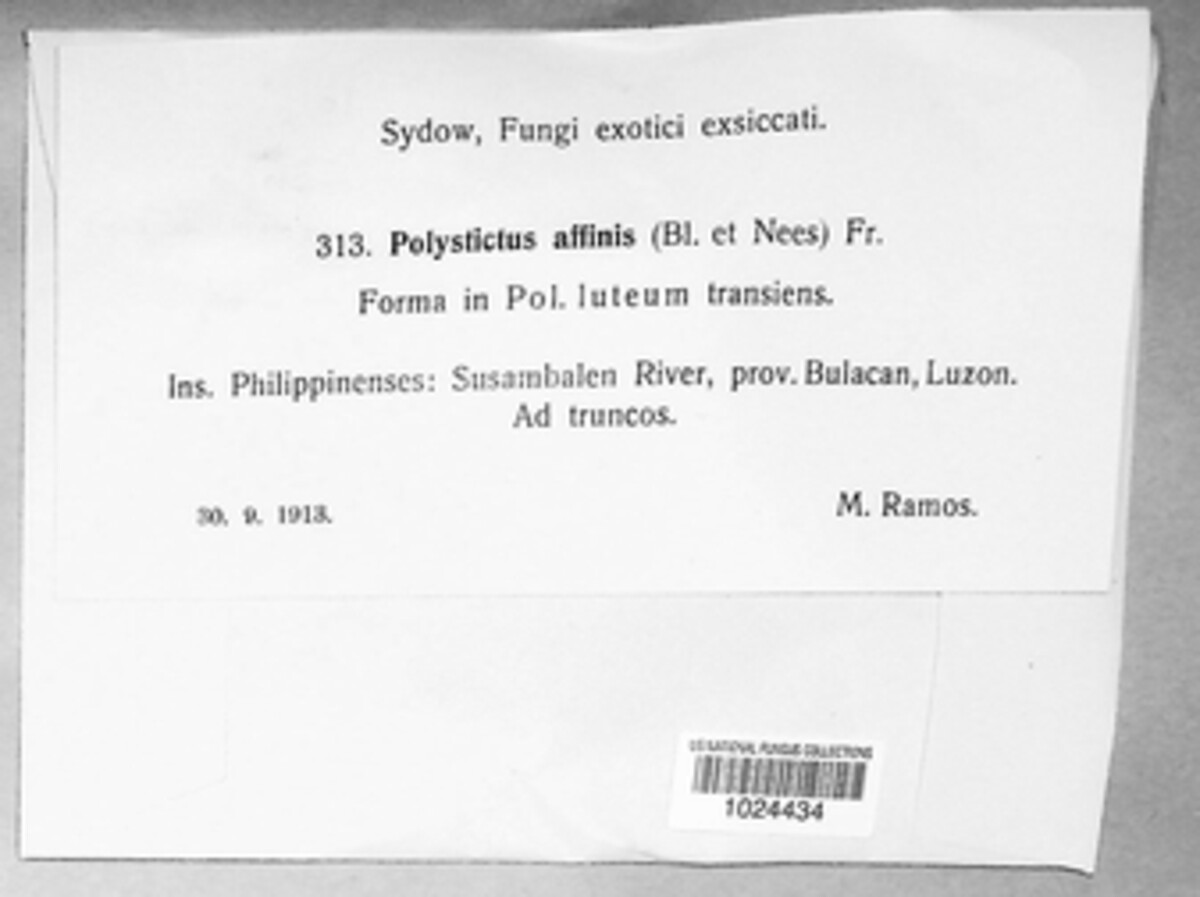 Sydow, Fungi exotici exsiccati.
313. Polystictus affinis (Bl. et Nees) Fr.
Forma in Pol. luteum transiens.
Ins. Philippinenses: Susambalen River, prov. Bulacan, Luzon.
Ad truncos.
30. 9. 1913.
M. Ramos.
US NATIONAL FUNGUS COLLECTIONS
1024434